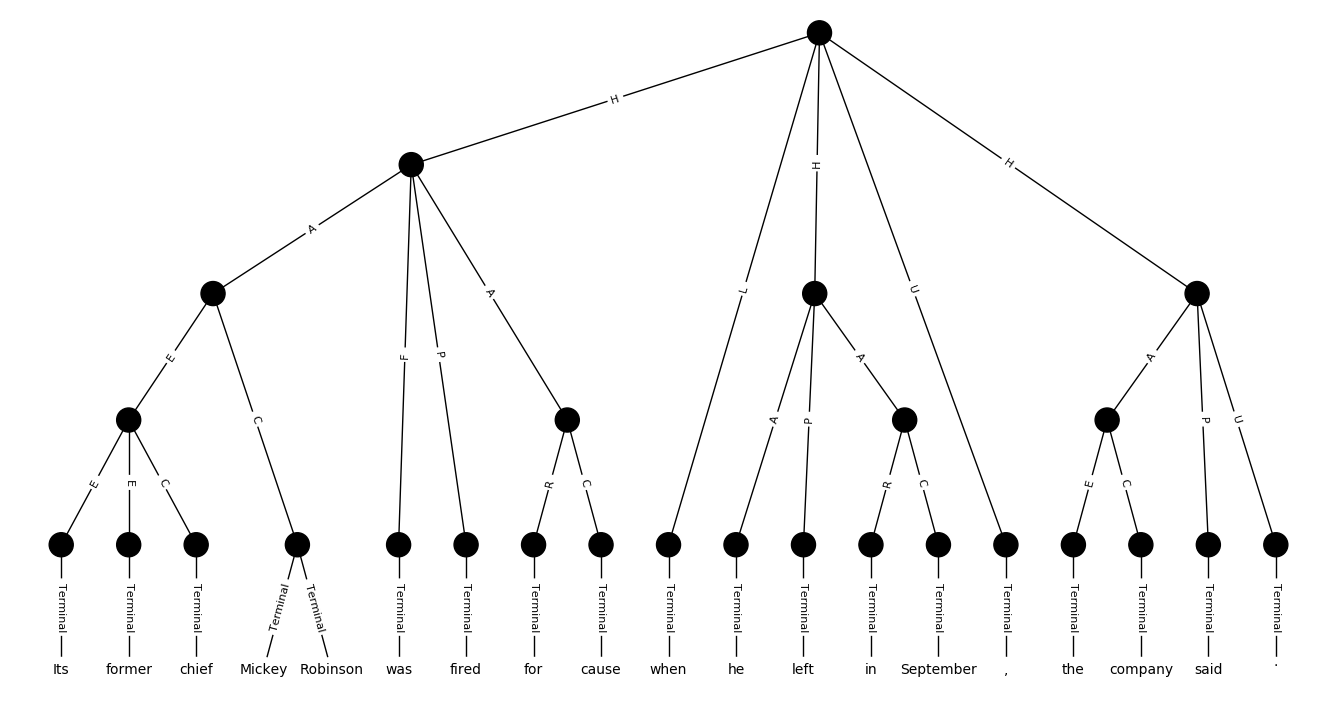 H
H
H
A
L
U
A
E
F
P
A
A
C
A
P
P
U
E
E
C
R
C
R
C
E
C
Terminal Terminal Terminal Terminal Terminal Terminal Terminal Terminal Terminal Terminal Terminal Terminal Terminal Terminal Terminal Terminal Terminal Terminal Terminal
Its former chief Mickey Robinson was fired for cause when he left in September , the company said .